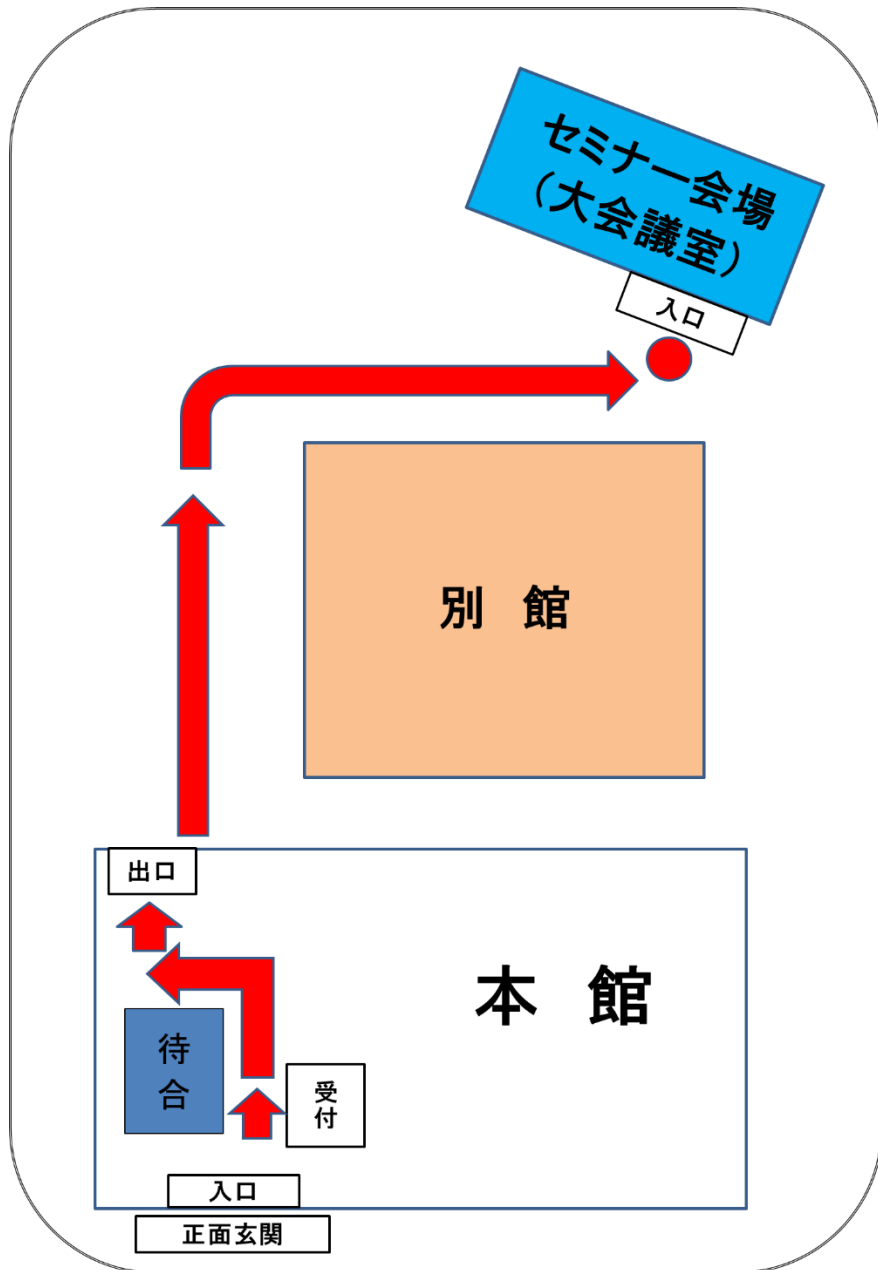 セミナー会場
（大会議室）
入口
別　館
出口
本　館
待
合
受
付
入口
正面玄関